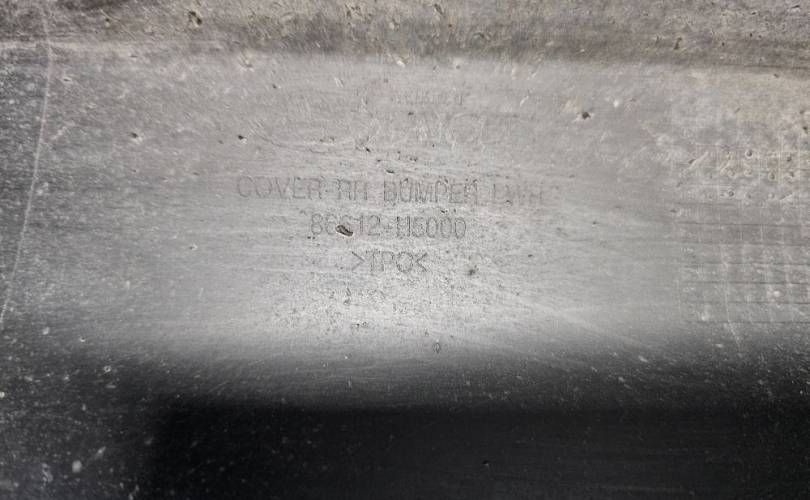 COVER-RR BUMPER LWR
86612-H5000
>TPO<